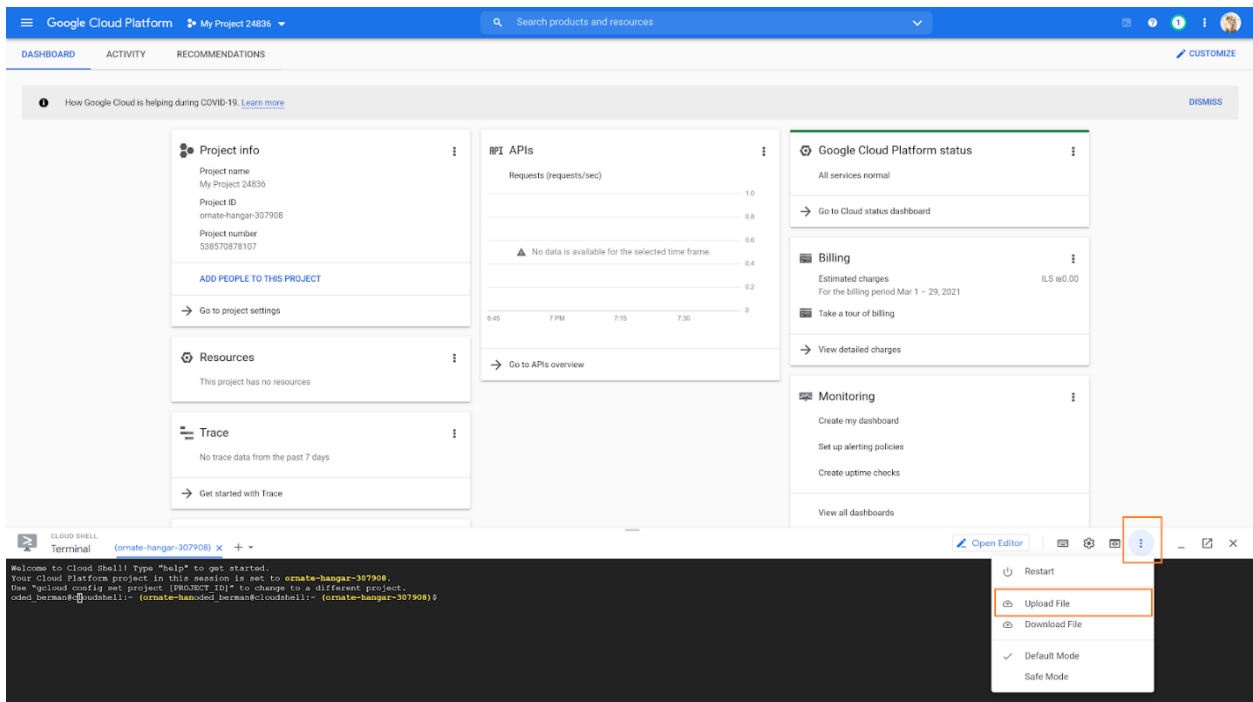 Google Cloud Platform My Project 24836 Search products and resources 1
DASHBOARD ACTIVITY RECOMMENDATIONS CUSTOMIZE
How Google Cloud is helping during COVID-19. Learn more DISMISS
Project info
Project name
My Project 24836
Project ID
ornate-hangar-307908
Project number
538570878107
ADD PEOPLE TO THIS PROJECT
Go to project settings
Resources
This project has no resources
Trace
No trace data from the past 7 days
Get started with Trace
API APIs
Requests (requests/sec)
1.0
0.8
0.6
No data is available for the selected time frame.
0.4
0.2
0
6:45 7 PM 7:15 7:30
Go to APIs overview
Google Cloud Platform status
All services normal
Go to Cloud status dashboard
Billing
Estimated charges ILS ₪0.00
For the billing period Mar 1 – 29, 2021
Take a tour of billing
View detailed charges
Monitoring
Create my dashboard
Set up alerting policies
Create uptime checks
View all dashboards
CLOUD SHELL
Terminal (ornate-hangar-307908) Open Editor
Welcome to Cloud Shell! Type "help" to get started.
Your Cloud Platform project in this session is set to ornate-hangar-307908.
Use "gcloud config set project [PROJECT_ID]" to change to a different project.
oded_berman@cloudshell:~ (ornate-hanoded_berman@cloudshell:~ (ornate-hangar-307908)$
Restart
Upload File
Download File
Default Mode
Safe Mode